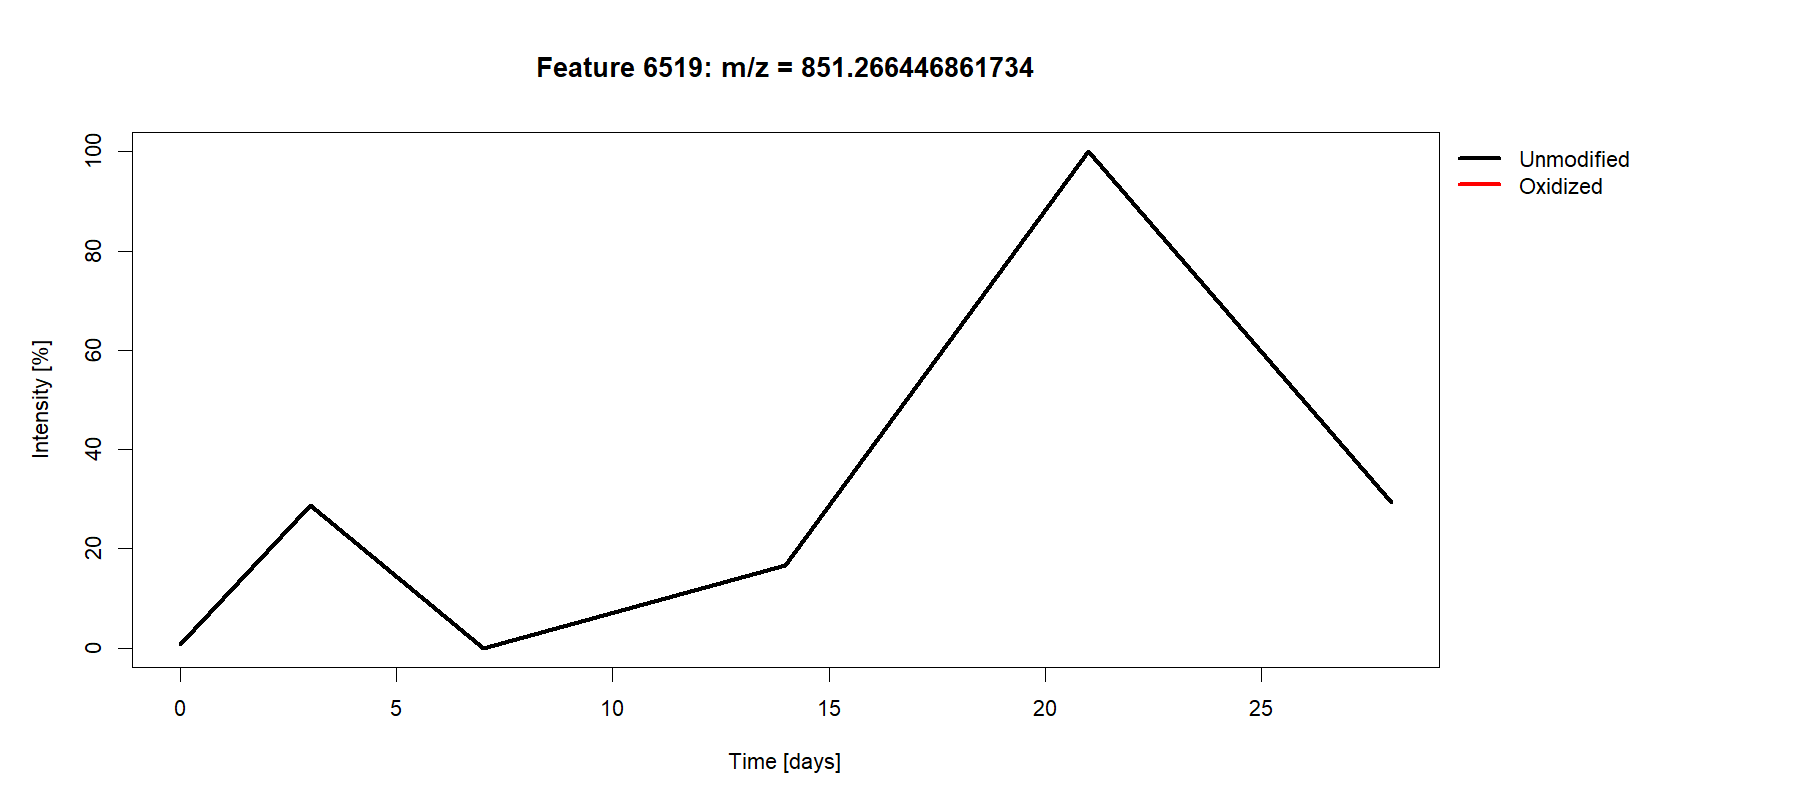 Feature 6519: m/z = 851.266446861734
Unmodified
Oxidized
Intensity [%]
100
80
60
40
20
0
0 5 10 15 20 25
Time [days]